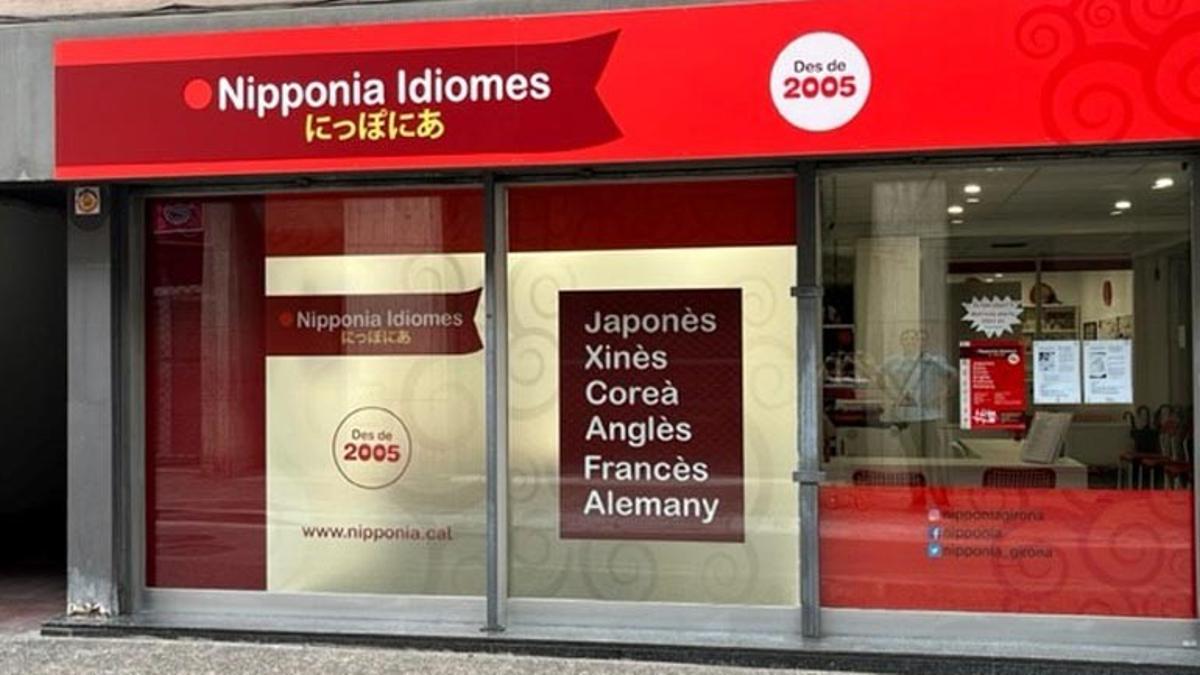 Nipponia Idiomes
にっぽにあ
Des de
2005
Nipponia Idiomes
にっぽにあ
Des de
2005
www.nipponia.cat
Japonès
Xinès
Coreà
Anglès
Francès
Alemany
nipponiagirona
nipponia
nipponia_girona